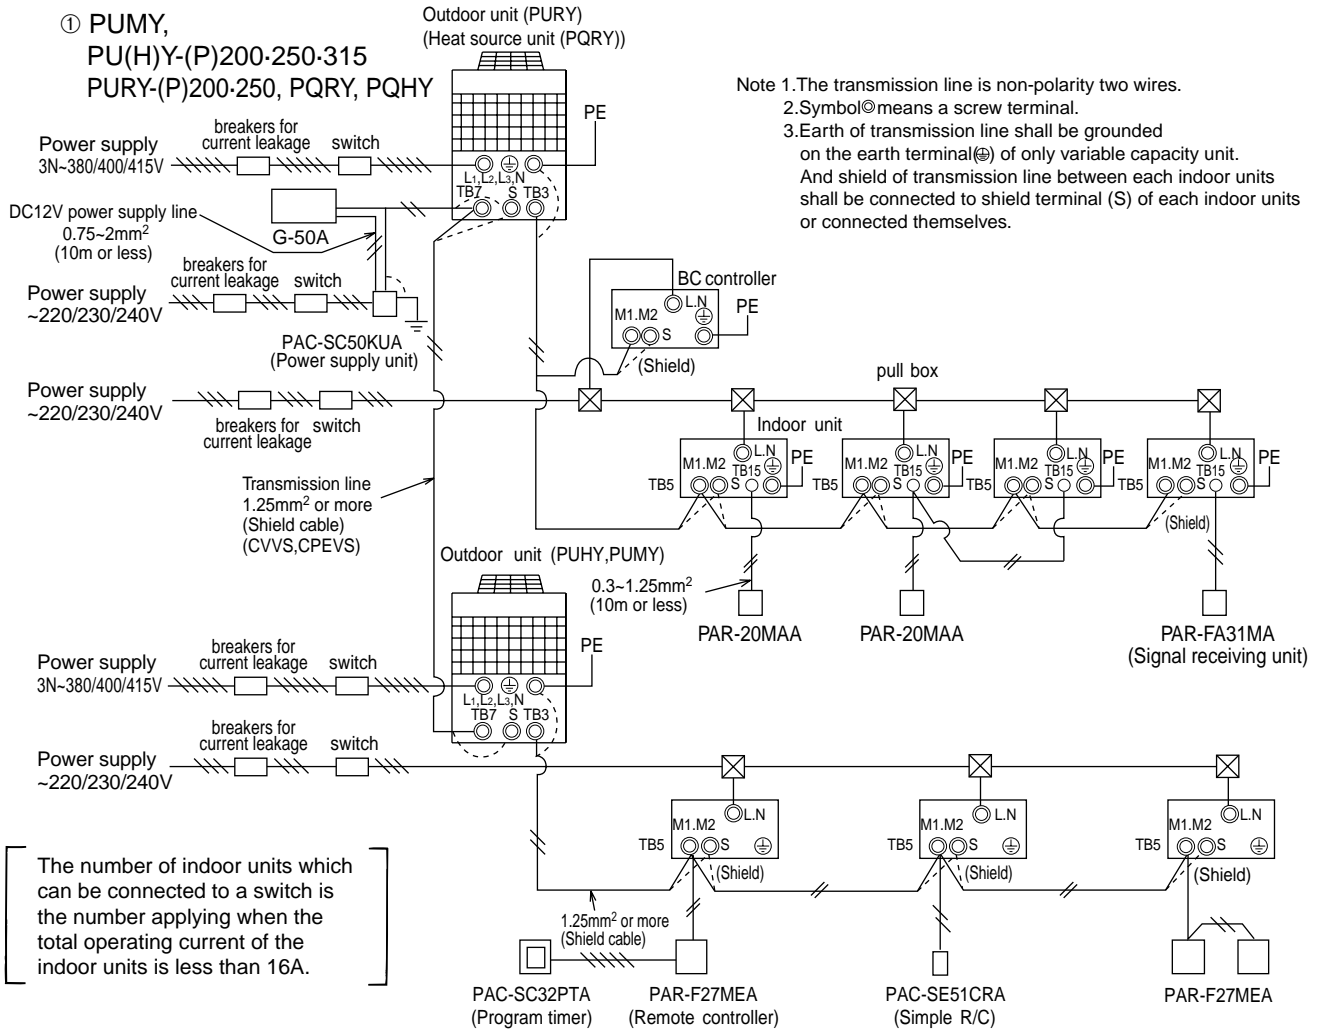 ① PUMY,
PU(H)Y-(P)200·250·315
PURY-(P)200·250, PQRY, PQHY
Outdoor unit (PURY)
(Heat source unit (PQRY))
Note 1.The transmission line is non-polarity two wires.
2.Symbol◎means a screw terminal.
3.Earth of transmission line shall be grounded
on the earth terminal(⏚) of only variable capacity unit.
And shield of transmission line between each indoor units
shall be connected to shield terminal (S) of each indoor units
or connected themselves.
PE
Power supply
3N~380/400/415V
breakers for
current leakage
switch
L1,L2,L3,N
TB7 S TB3
DC12V power supply line
0.75~2mm2
(10m or less)
G-50A
breakers for
current leakage
switch
Power supply
~220/230/240V
PAC-SC50KUA
(Power supply unit)
BC controller
L.N
M1.M2
S
PE
(Shield)
Power supply
~220/230/240V
breakers for
current leakage
switch
pull box
Indoor unit
L.N
M1.M2
TB15
PE
TB5
S
L.N
M1.M2
TB15
PE
TB5
S
L.N
M1.M2
TB15
PE
TB5
S
L.N
M1.M2
TB15
PE
TB5
S
(Shield)
Transmission line
1.25mm2 or more
(Shield cable)
(CVVS,CPEVS)
Outdoor unit (PUHY,PUMY)
0.3~1.25mm2
(10m or less)
PAR-20MAA
PAR-20MAA
PAR-FA31MA
(Signal receiving unit)
PE
Power supply
3N~380/400/415V
breakers for
current leakage
switch
L1,L2,L3,N
TB7 S TB3
Power supply
~220/230/240V
breakers for
current leakage
switch
L.N
M1.M2
TB5
S
(Shield)
L.N
M1.M2
TB5
S
(Shield)
L.N
M1.M2
TB5
S
(Shield)
The number of indoor units which
can be connected to a switch is
the number applying when the
total operating current of the
indoor units is less than 16A.
1.25mm2 or more
(Shield cable)
PAC-SC32PTA
(Program timer)
PAR-F27MEA
(Remote controller)
PAC-SE51CRA
(Simple R/C)
PAR-F27MEA